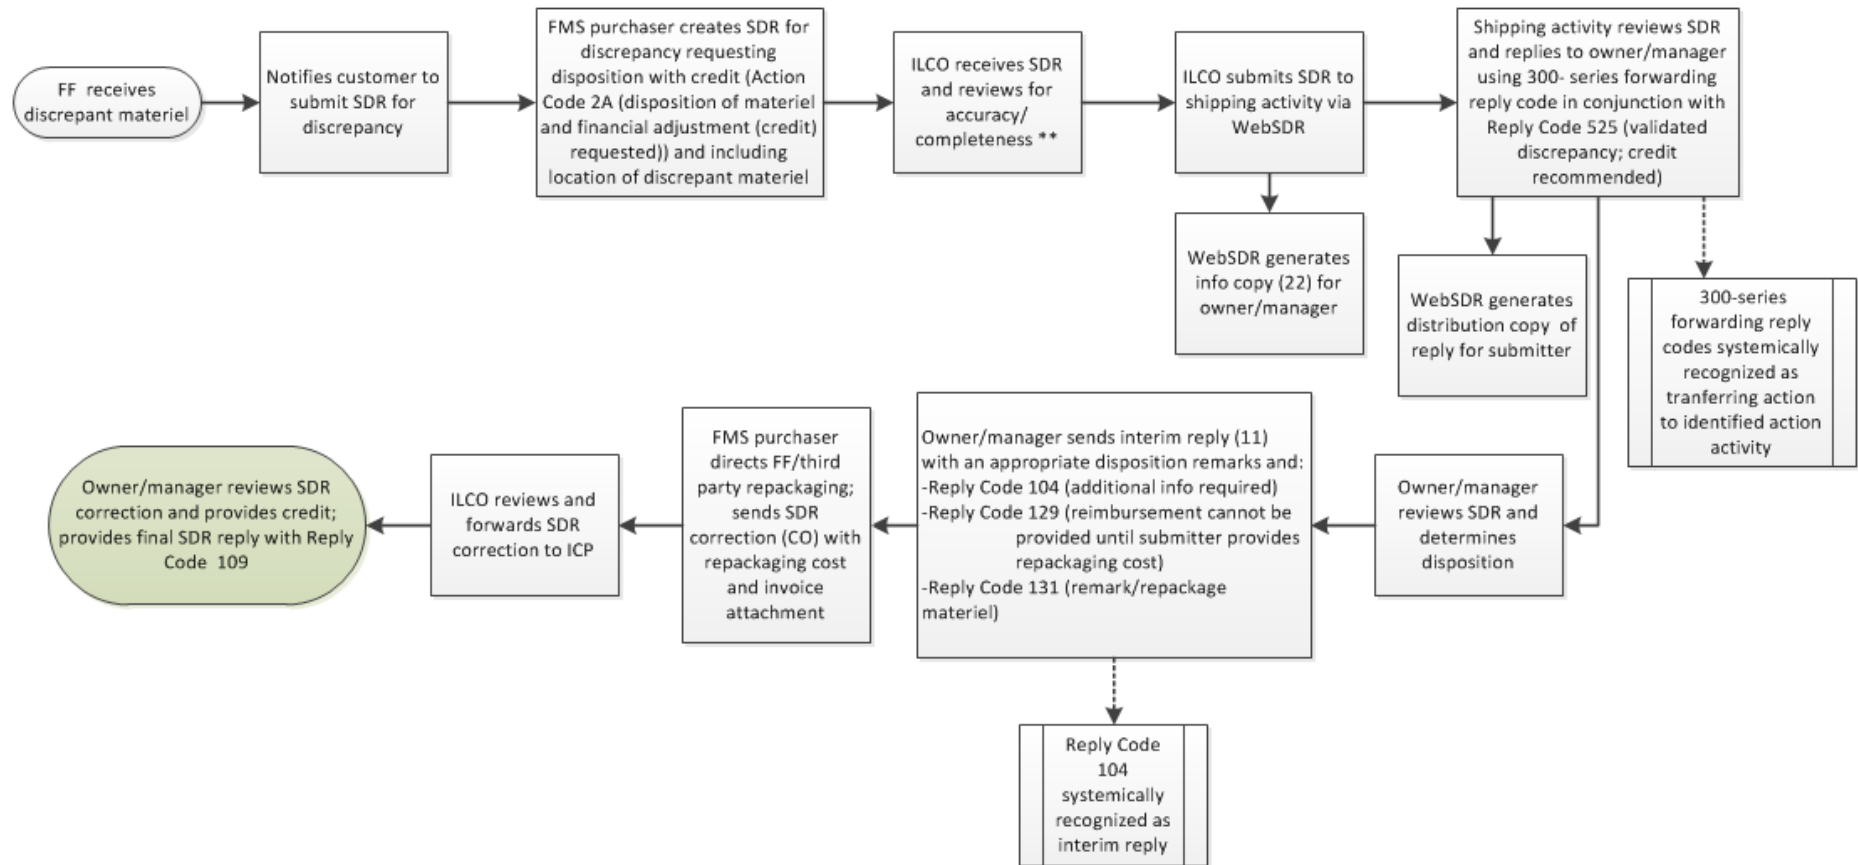 FF receives
discrepant materiel
Notifies customer to
submit SDR for
discrepancy
FMS purchaser creates SDR for
discrepancy requesting
disposition with credit (Action
Code 2A (disposition of materiel
and financial adjustment (credit)
requested)) and including
location of discrepant materiel
ILCO receives SDR
and reviews for
accuracy/
completeness **
ILCO submits SDR to
shipping activity via
WebSDR
Shipping activity reviews SDR
and replies to owner/manager
using 300- series forwarding
reply code in conjunction with
Reply Code 525 (validated
discrepancy; credit
recommended)
WebSDR generates
info copy (22) for
owner/manager
WebSDR generates
distribution copy of
reply for submitter
300-series
forwarding reply
codes systemically
recognized as
tranferring action
to identified action
activity
Owner/manager
reviews SDR and
determines
disposition
Owner/manager sends interim reply (11)
with an appropriate disposition remarks and:
-Reply Code 104 (additional info required)
-Reply Code 129 (reimbursement cannot be
provided until submitter provides
repackaging cost)
-Reply Code 131 (remark/repackage
materiel)
Reply Code
104
systemically
recognized as
interim reply
FMS purchaser
directs FF/third
party repackaging;
sends SDR
correction (CO) with
repackaging cost
and invoice
attachment
ILCO reviews and
forwards SDR
correction to ICP
Owner/manager reviews SDR
correction and provides credit;
provides final SDR reply with Reply
Code 109